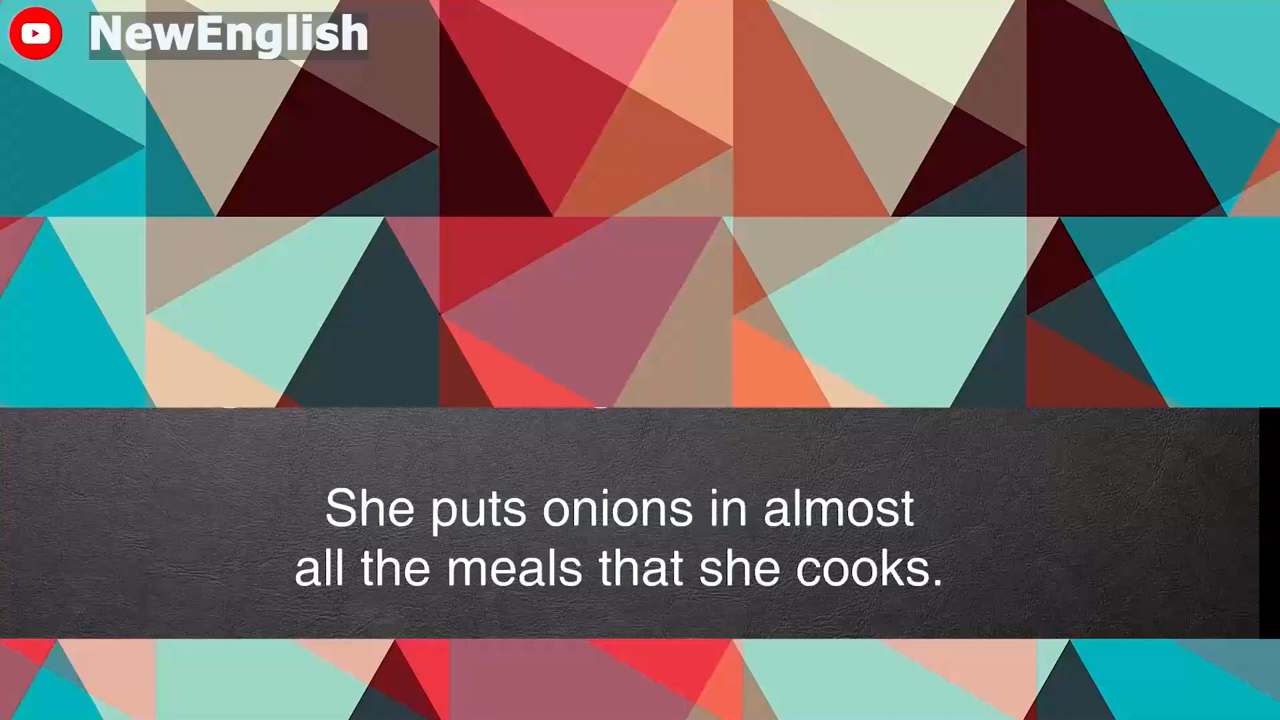 NewEnglish
She puts onions in almost
all the meals that she cooks.